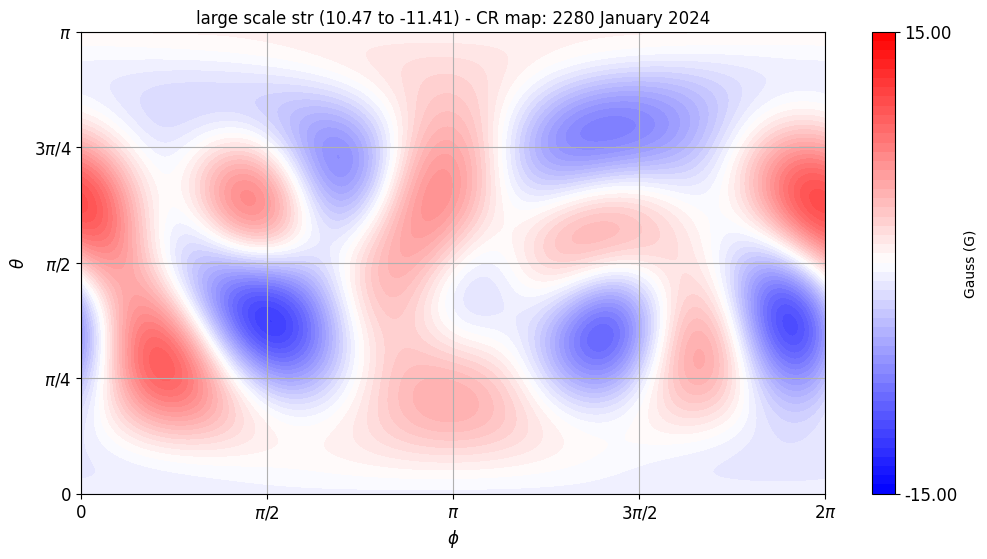 large scale str (10.47 to -11.41) - CR map: 2280 January 2024
π
3π/4
π/2
π/4
0
θ
0
π/2
π
3π/2
2π
ϕ
15.00
-15.00
Gauss (G)